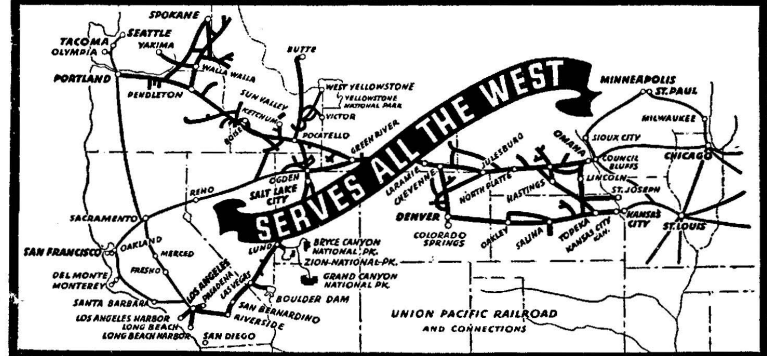 SPOKANE
SEATTLE
TACOMA
OLYMPIA
YAKIMA
WALLA WALLA
PORTLAND
PENDLETON
BUTTE
SUN VALLEY
KETCHUM
BOISE
WEST YELLOWSTONE
YELLOWSTONE
NATIONAL PARK
VICTOR
POCATELLO
GREEN RIVER
SERVES ALL THE WEST
MINNEAPOLIS
ST. PAUL
MILWAUKEE
SIOUX CITY
CHICAGO
OMAHA
COUNCIL
BLUFFS
LINCOLN
ST. JOSEPH
KANSAS
CITY
ST. LOUIS
LARAMIE
CHEYENNE
JULESBURG
NORTH PLATTE
HASTINGS
DENVER
COLORADO
SPRINGS
OAKLEY
SALINA
TOPEKA
KANSAS CITY
KAN.
OGDEN
SALT LAKE
CITY
RENO
SACRAMENTO
SAN FRANCISCO
OAKLAND
MERCED
FRESNO
DEL MONTE
MONTEREY
SANTA BARBARA
LOS ANGELES
PASADENA
LAS VEGAS
LUND
BRYCE CANYON
NATIONAL PK.
ZION-NATIONAL-PK.
GRAND CANYON
NATIONAL PK.
BOULDER DAM
SAN BERNARDINO
RIVERSIDE
LOS ANGELES HARBOR
LONG BEACH
LONG BEACH HARBOR
SAN DIEGO
UNION PACIFIC RAILROAD
AND CONNECTIONS